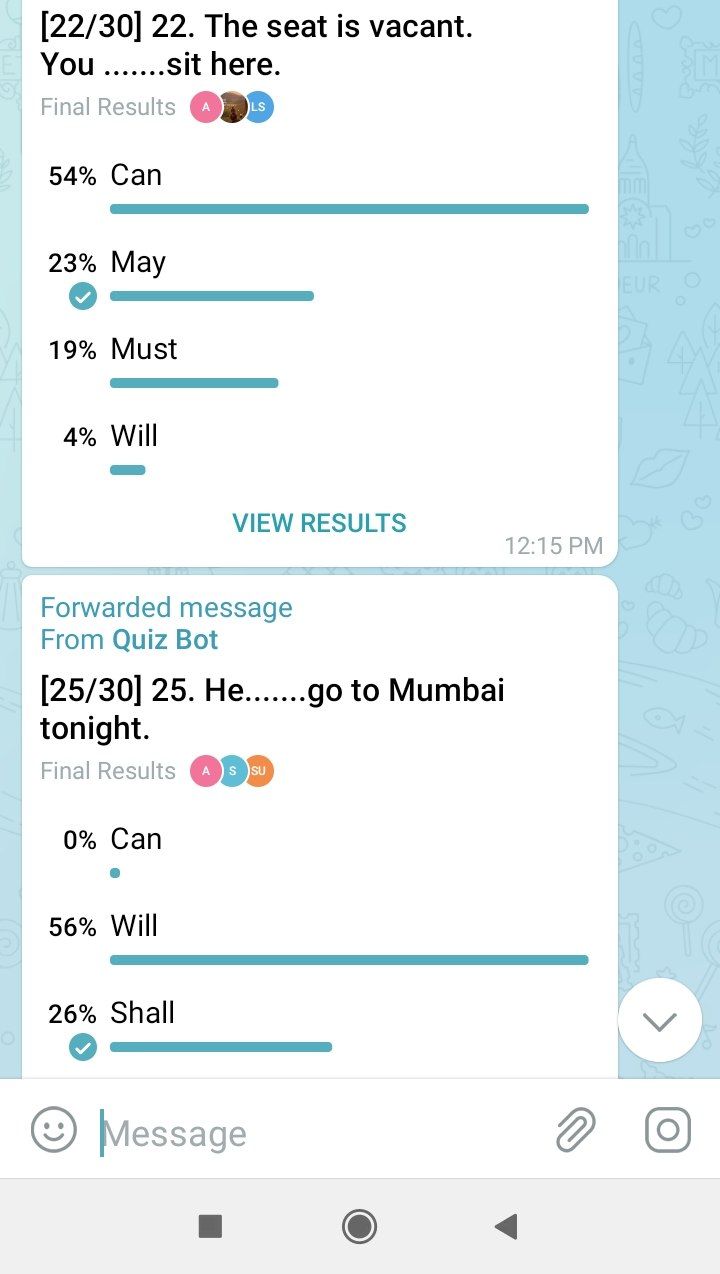 [22/30] 22. The seat is vacant.
You .......sit here.
Final Results A LS
54% Can
23% May
19% Must
4% Will
VIEW RESULTS
12:15 PM
Forwarded message
From Quiz Bot
[25/30] 25. He.......go to Mumbai
tonight.
Final Results A S SU
0% Can
56% Will
26% Shall
Message